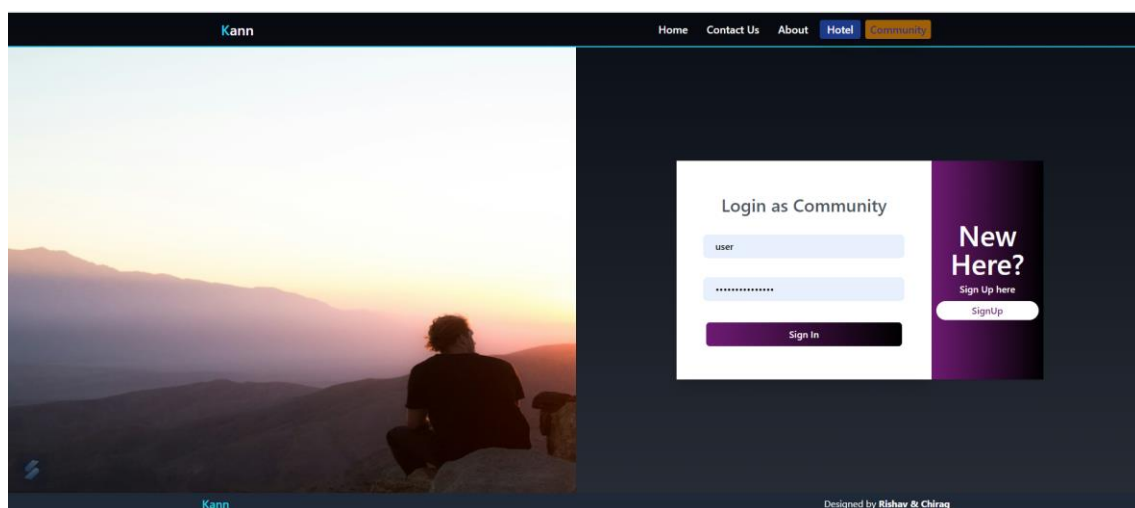 Kann
Home Contact Us About Hotel Community
Login as Community
user
•••••••••••••••
Sign In
New
Here?
Sign Up here
SignUp
Kann
Designed by Rishav & Chirag